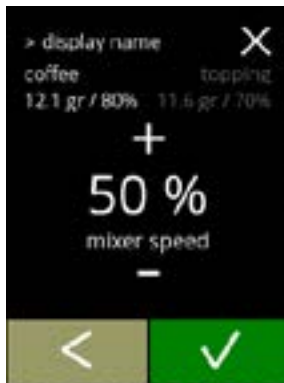 > display name
coffee topping
12.1 gr / 80% 11.6 gr / 70%
+
50 %
mixer speed
-
<